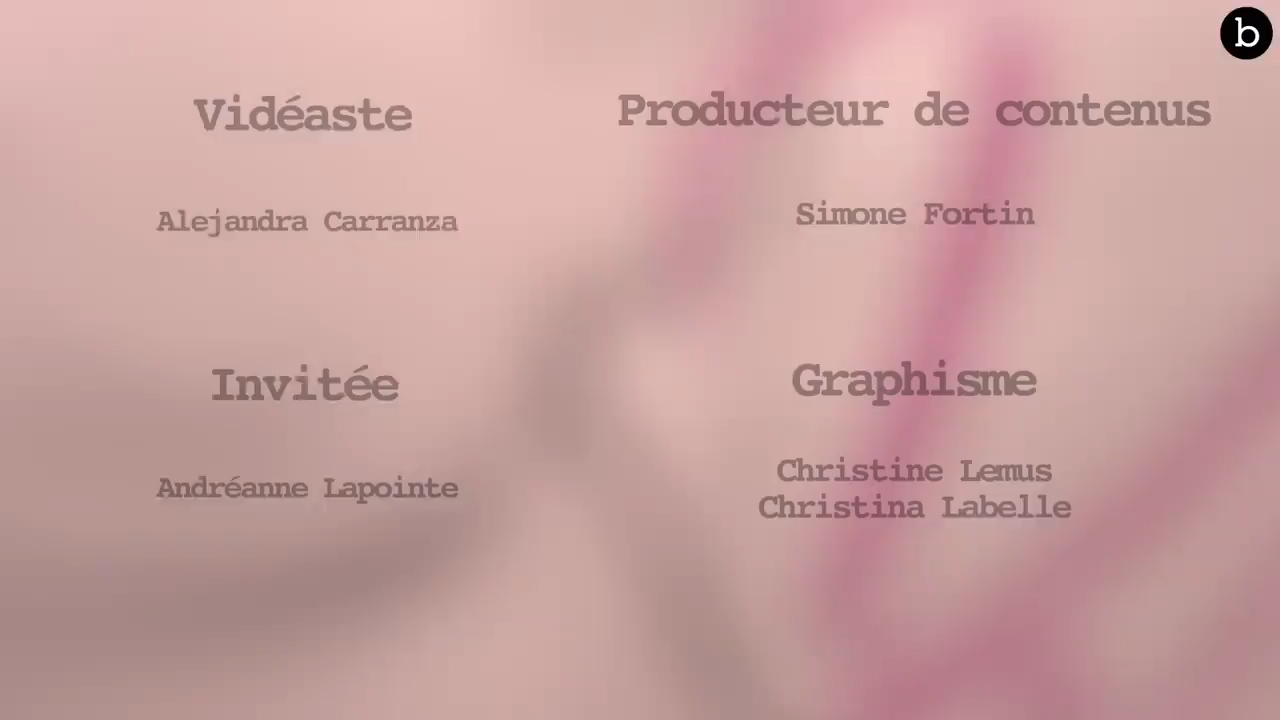 b
Vidéaste
Alejandra Carranza
Producteur de contenus
Simone Fortin
Invitée
Andréanne Lapointe
Graphisme
Christine Lemus
Christina Labelle